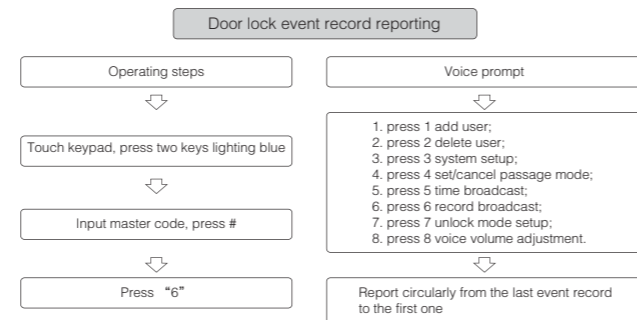 Door lock event record reporting
Operating steps
Touch keypad, press two keys lighting blue
Input master code, press #
Press “6”
Voice prompt
1. press 1 add user;
2. press 2 delete user;
3. press 3 system setup;
4. press 4 set/cancel passage mode;
5. press 5 time broadcast;
6. press 6 record broadcast;
7. press 7 unlock mode setup;
8. press 8 voice volume adjustment.
Report circularly from the last event record
to the first one